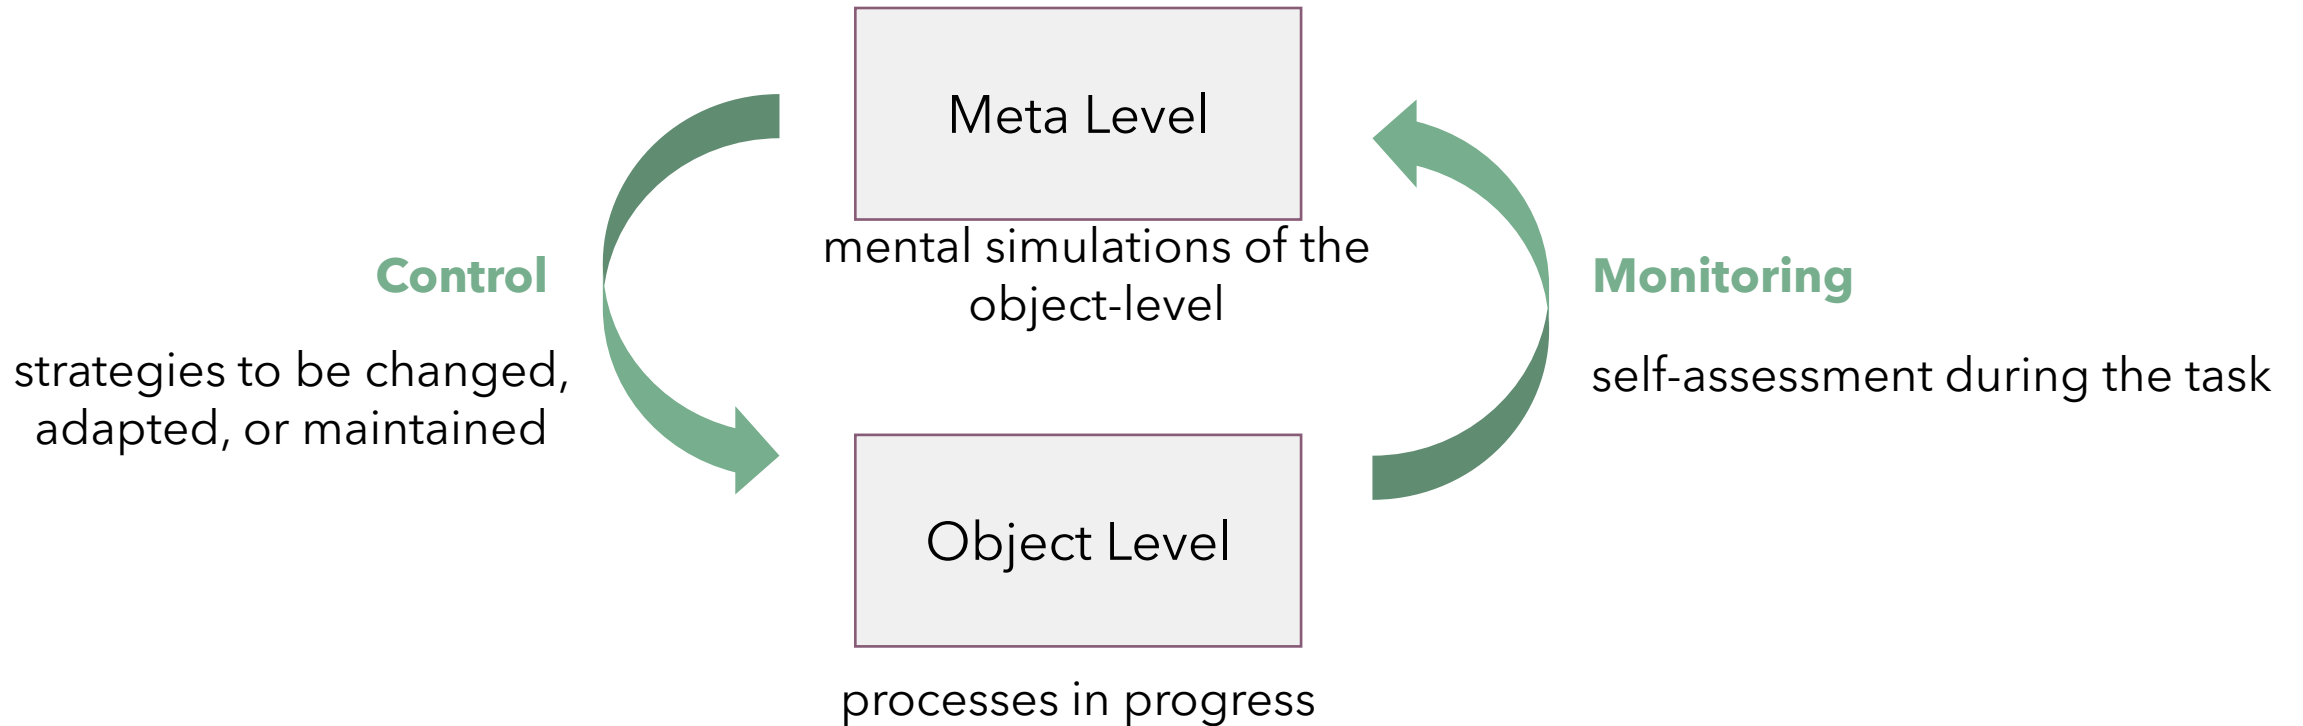 Meta Level
mental simulations of the
object-level
Control
strategies to be changed,
adapted, or maintained
Monitoring
self-assessment during the task
Object Level
processes in progress